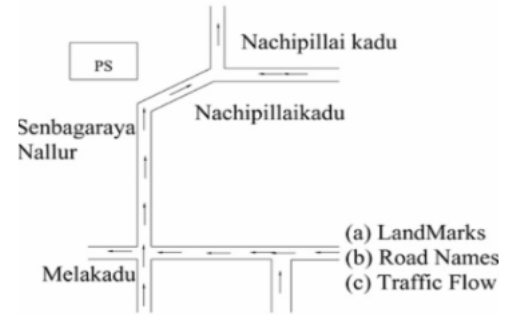 Nachipillai kadu
PS
Nachipillaikadu
Senbagaraya
Nallur
(a) LandMarks
(b) Road Names
Melakadu
(c) Traffic Flow